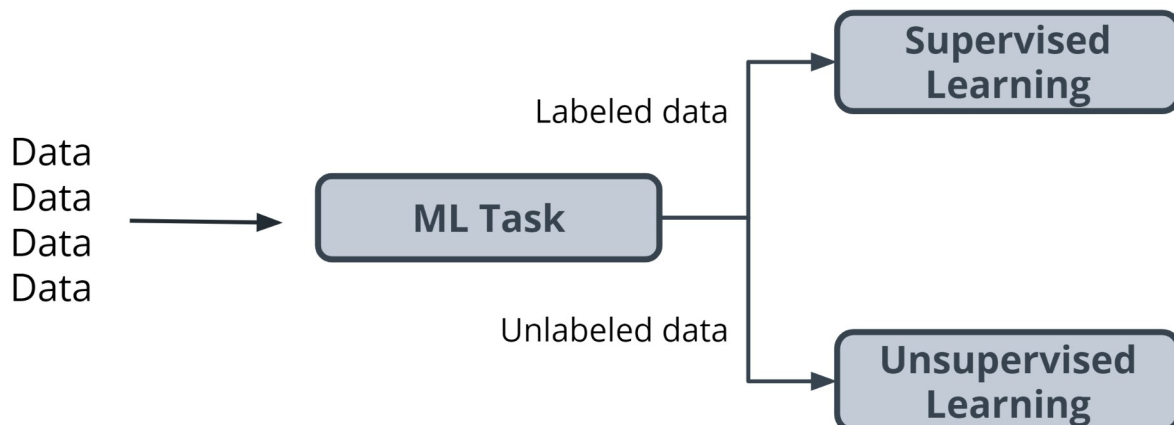 Data
Data
Data
Data
ML Task
Labeled data
Unlabeled data
Supervised
Learning
Unsupervised
Learning